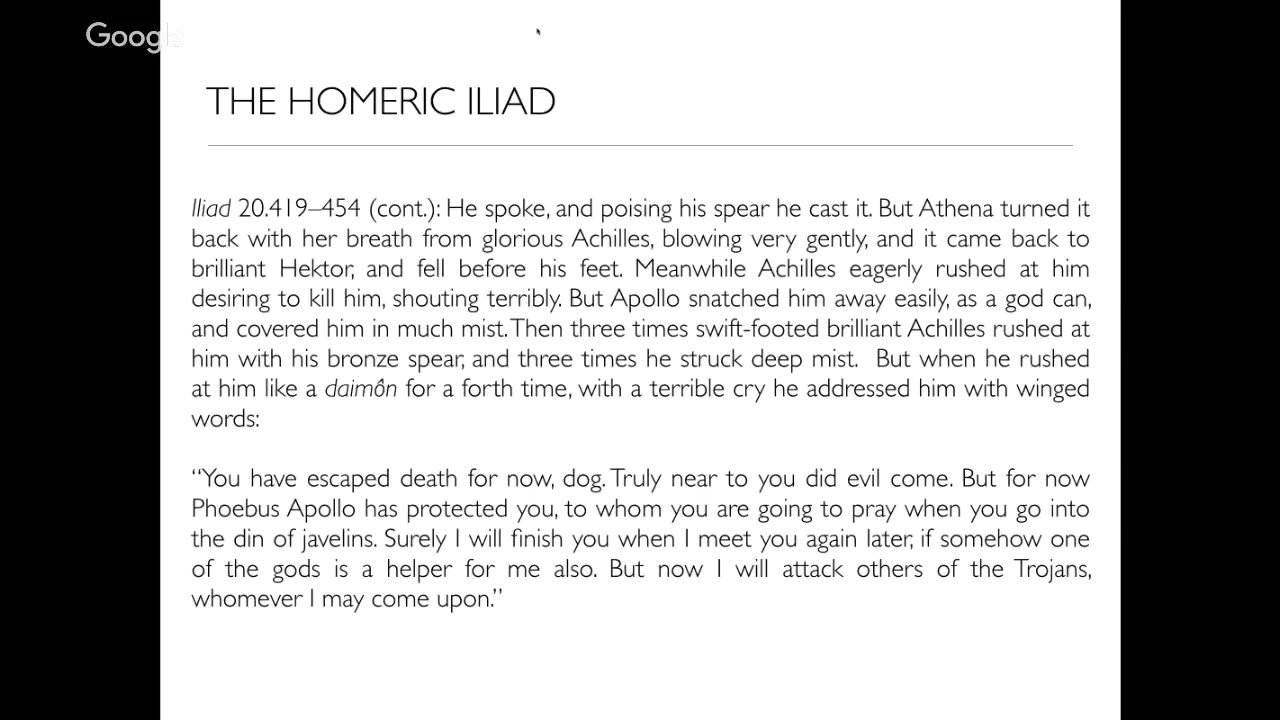 Google
THE HOMERIC ILIAD
Iliad 20.419–454 (cont.): He spoke, and poising his spear he cast it. But Athena turned it
back with her breath from glorious Achilles, blowing very gently, and it came back to
brilliant Hektor, and fell before his feet. Meanwhile Achilles eagerly rushed at him
desiring to kill him, shouting terribly. But Apollo snatched him away easily, as a god can,
and covered him in much mist. Then three times swift-footed brilliant Achilles rushed at
him with his bronze spear, and three times he struck deep mist. But when he rushed
at him like a daimôn for a forth time, with a terrible cry he addressed him with winged
words:
“You have escaped death for now, dog. Truly near to you did evil come. But for now
Phoebus Apollo has protected you, to whom you are going to pray when you go into
the din of javelins. Surely I will finish you when I meet you again later, if somehow one
of the gods is a helper for me also. But now I will attack others of the Trojans,
whomever I may come upon.”